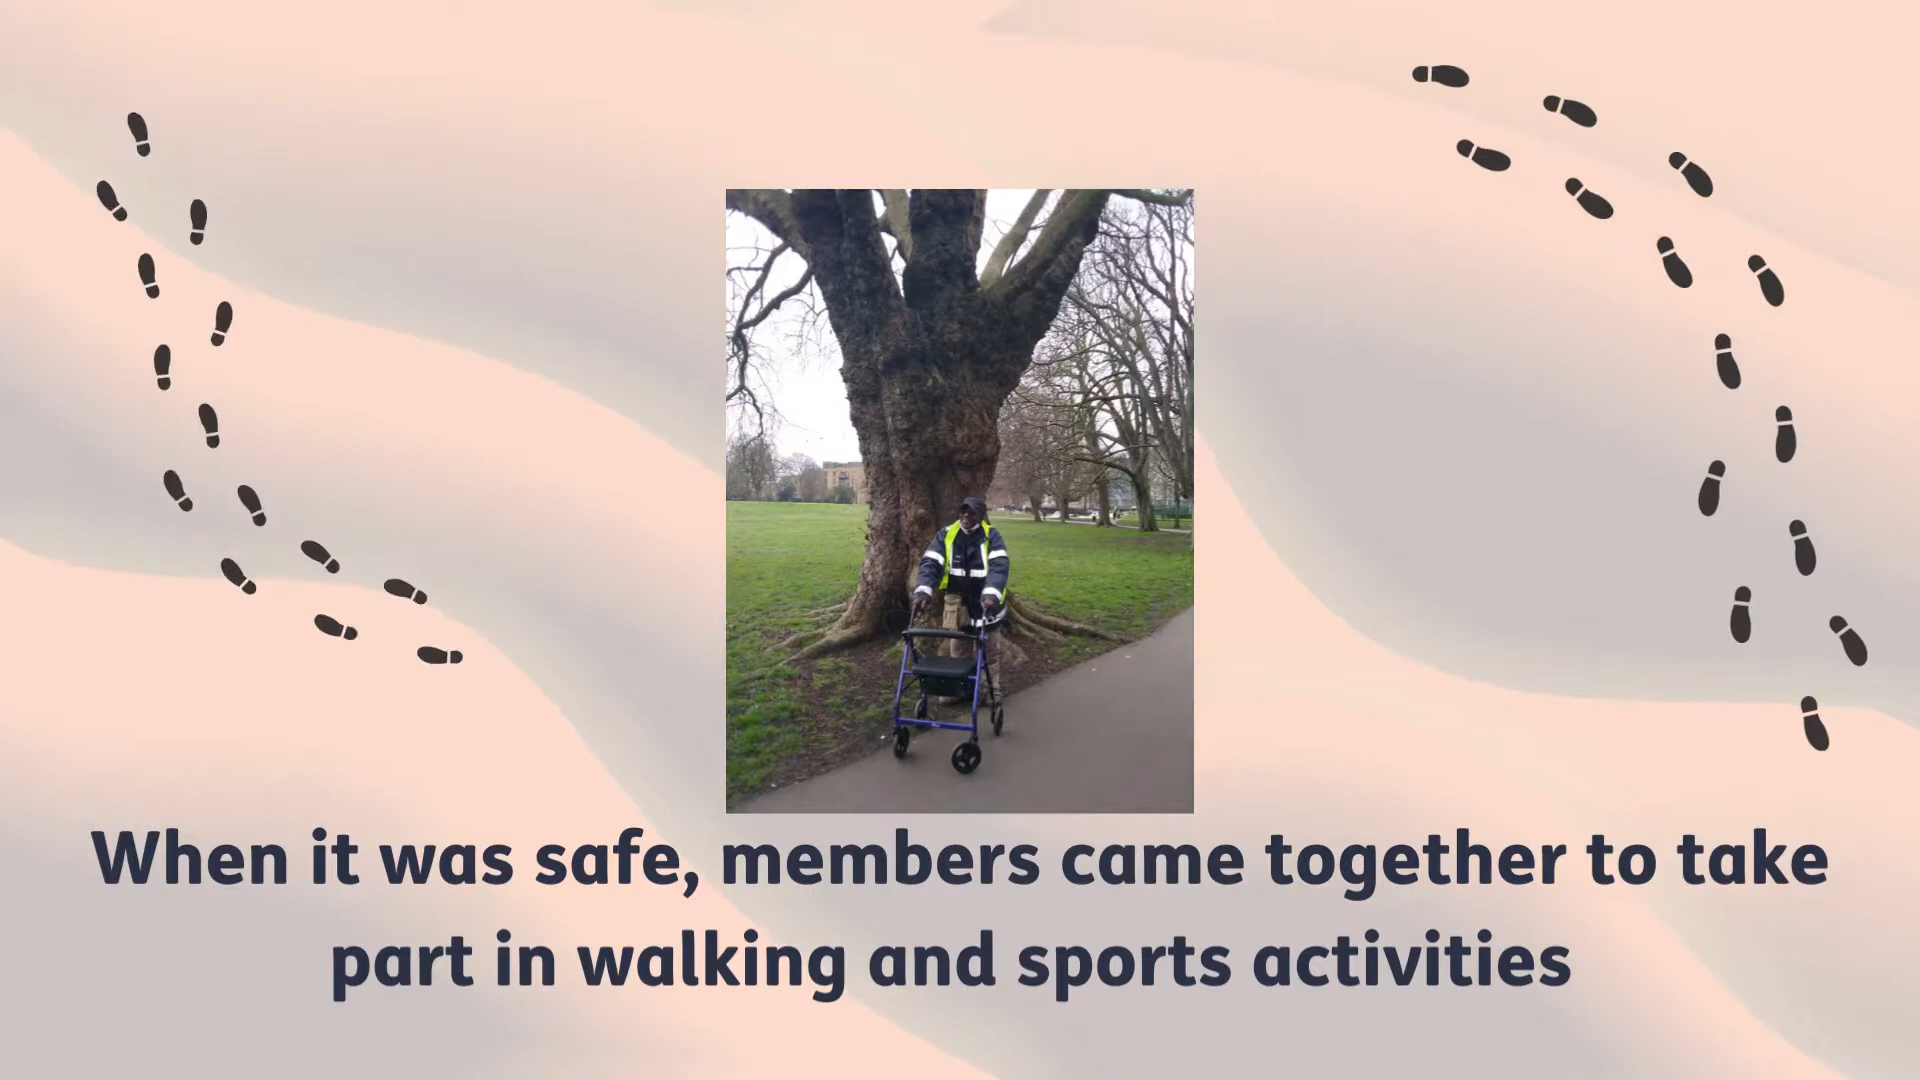 When it was safe, members came together to take
part in walking and sports activities